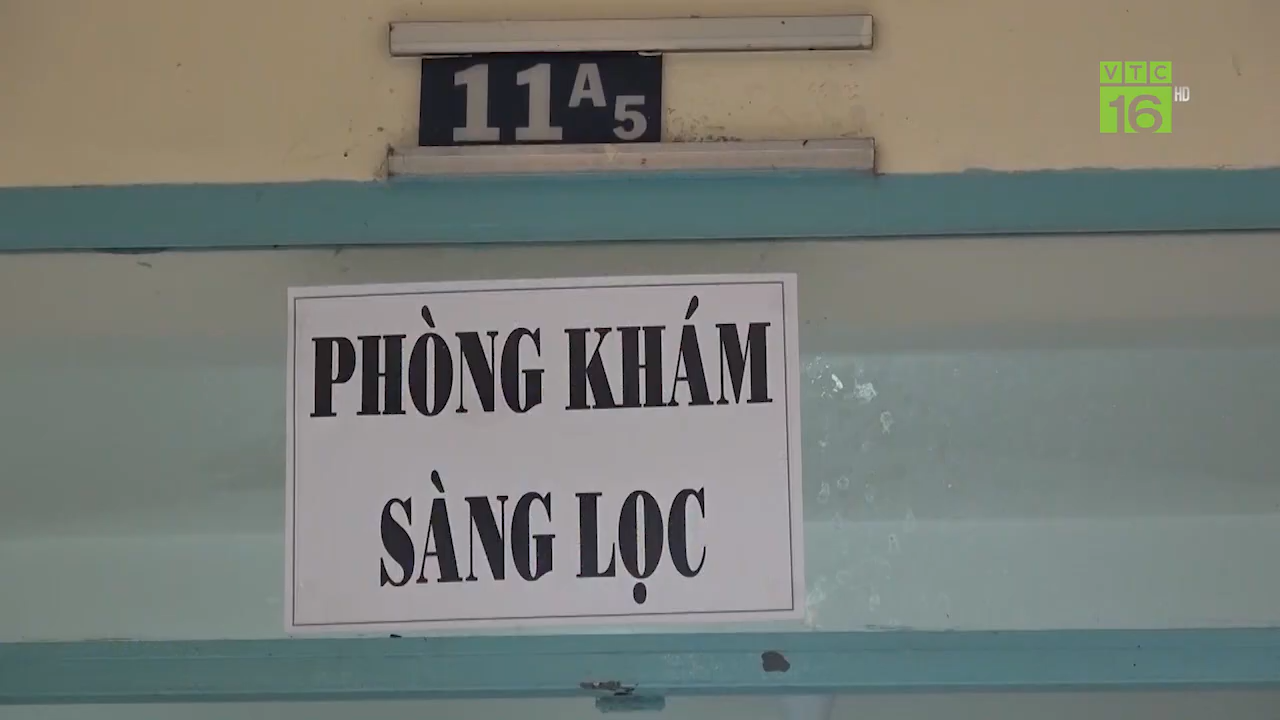 11A5
VTC
16 HD
PHÒNG KHÁM
SÀNG LỌC